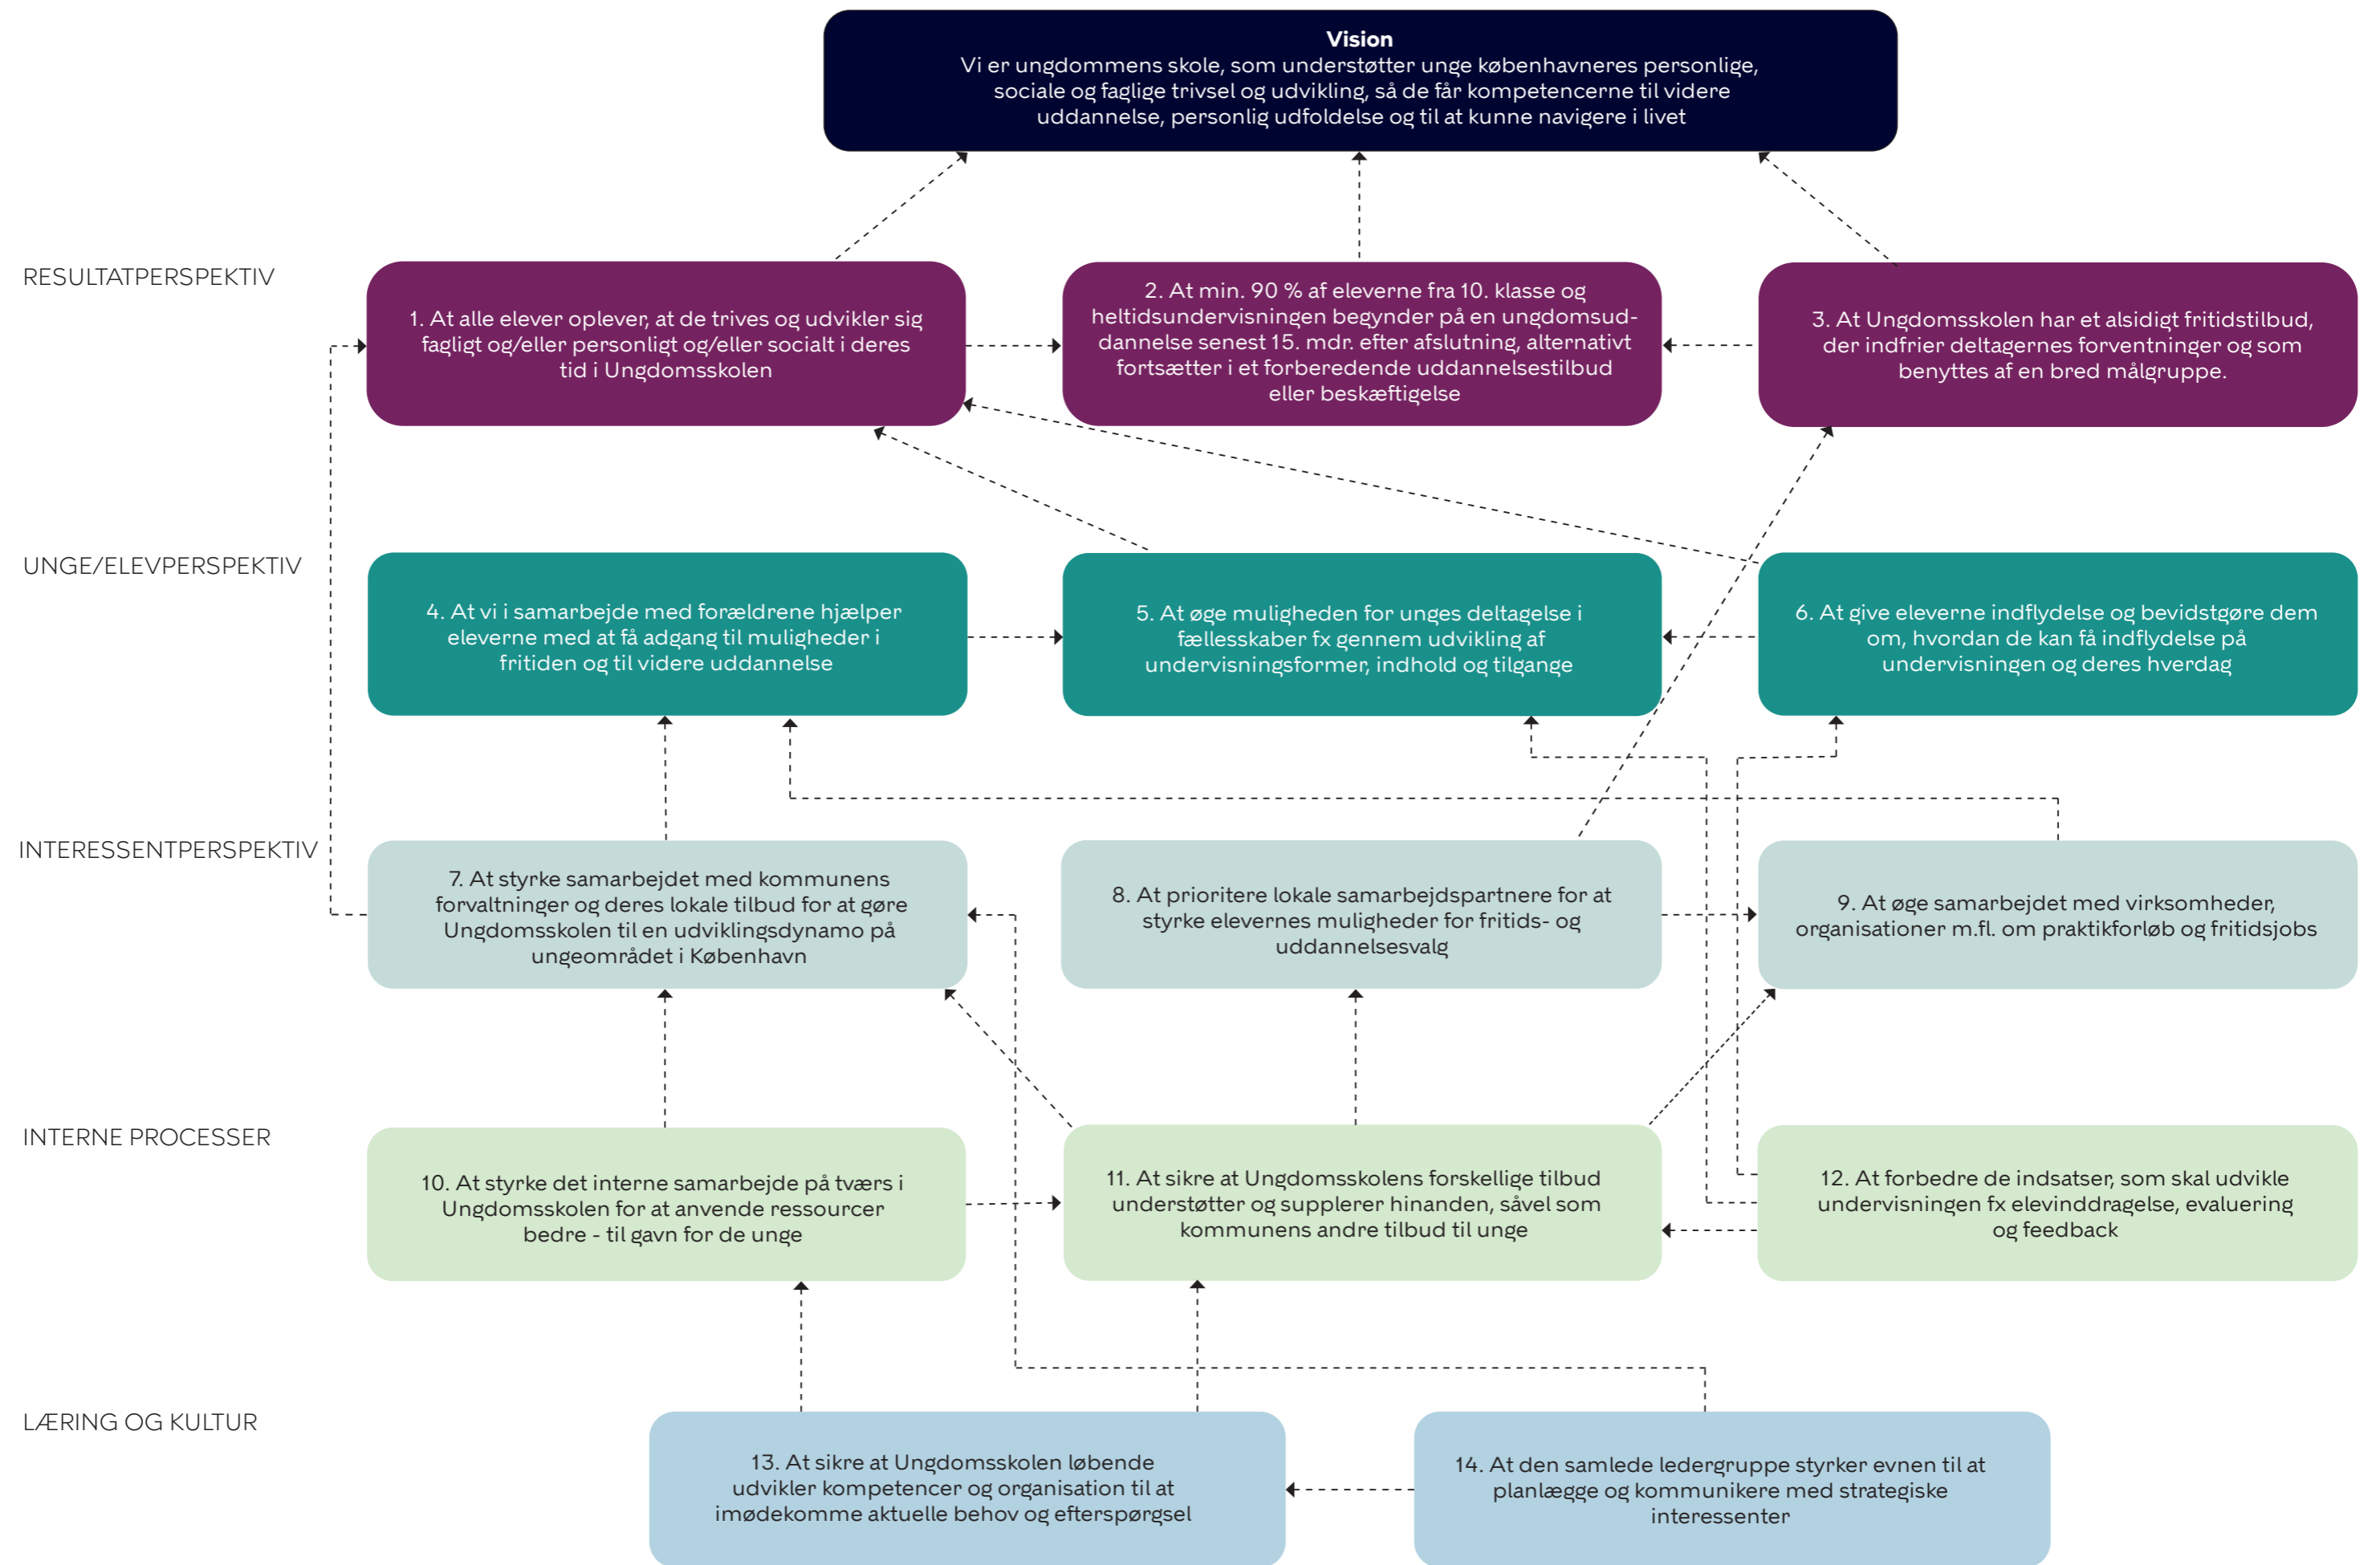 Vision
Vi er ungdommens skole, som understøtter unge københavneres personlige,
sociale og faglige trivsel og udvikling, så de får kompetencerne til videre
uddannelse, personlig udfoldelse og til at kunne navigere i livet
RESULTATPERSPEKTIV
1. At alle elever oplever, at de trives og udvikler sig
fagligt og/eller personligt og/eller socialt i deres
tid i Ungdomsskolen
2. At min. 90 % af eleverne fra 10. klasse og
heltidsundervisningen begynder på en ungdomsud-
dannelse senest 15. mdr. efter afslutning, alternativt
fortsætter i et forberedende uddannelsestilbud
eller beskæftigelse
3. At Ungdomsskolen har et alsidigt fritidstilbud,
der indfrier deltagernes forventninger og som
benyttes af en bred målgruppe.
UNGE/ELEVPERSPEKTIV
4. At vi i samarbejde med forældrene hjælper
eleverne med at få adgang til muligheder i
fritiden og til videre uddannelse
5. At øge muligheden for unges deltagelse i
fællesskaber fx gennem udvikling af
undervisningsformer, indhold og tilgange
6. At give eleverne indflydelse og bevidstgøre dem
om, hvordan de kan få indflydelse på
undervisningen og deres hverdag
INTERESSENTPERSPEKTIV
7. At styrke samarbejdet med kommunens
forvaltninger og deres lokale tilbud for at gøre
Ungdomsskolen til en udviklingsdynamo på
ungeområdet i København
8. At prioritere lokale samarbejdspartnere for at
styrke elevernes muligheder for fritids- og
uddannelsesvalg
9. At øge samarbejdet med virksomheder,
organisationer m.fl. om praktikforløb og fritidsjobs
INTERNE PROCESSER
10. At styrke det interne samarbejde på tværs i
Ungdomsskolen for at anvende ressourcer
bedre - til gavn for de unge
11. At sikre at Ungdomsskolens forskellige tilbud
understøtter og supplerer hinanden, såvel som
kommunens andre tilbud til unge
12. At forbedre de indsatser, som skal udvikle
undervisningen fx elevinddragelse, evaluering
og feedback
LÆRING OG KULTUR
13. At sikre at Ungdomsskolen løbende
udvikler kompetencer og organisation til at
imødekomme aktuelle behov og efterspørgsel
14. At den samlede ledergruppe styrker evnen til at
planlægge og kommunikere med strategiske
interessenter